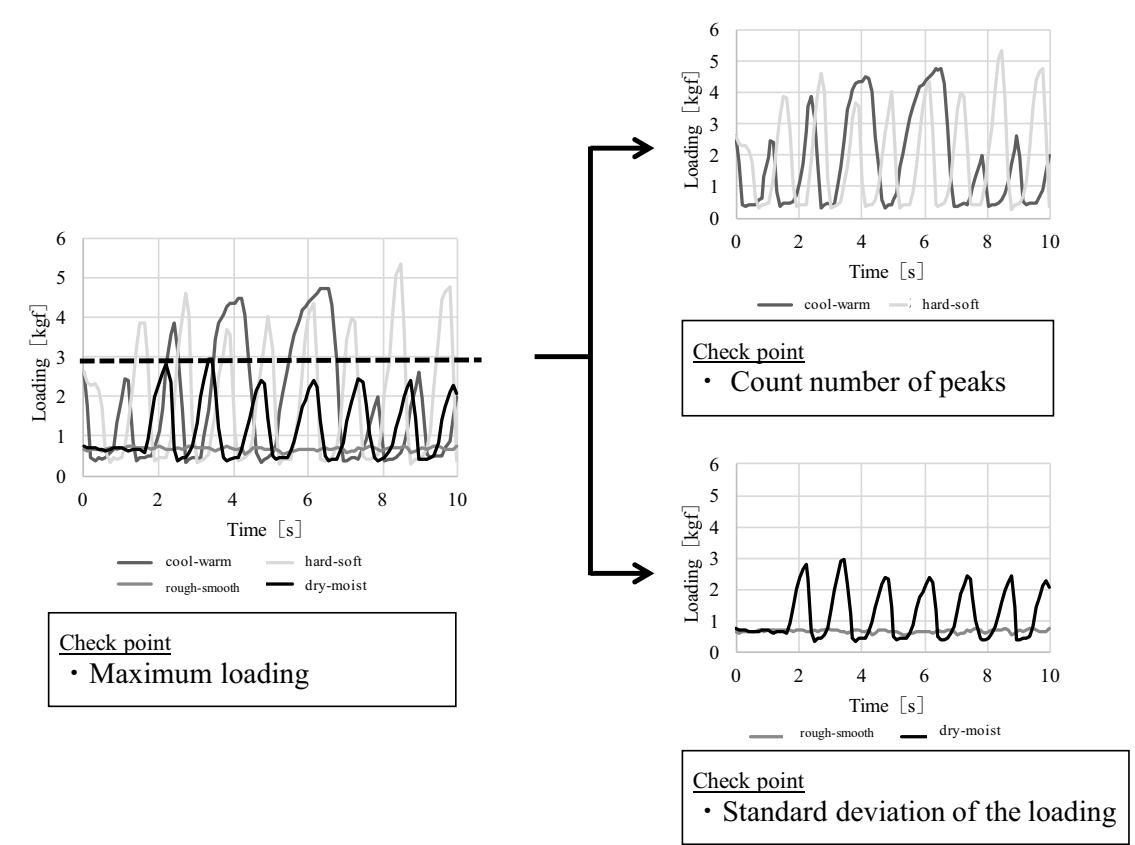 6
5
4
3
2
1
0
Loading [kgf]
0 2 4 6 8 10
Time [s]
cool-warm hard-soft
rough-smooth dry-moist
Check point
・ Maximum loading
6
5
4
3
2
1
0
Loading [kgf]
0 2 4 6 8 10
Time [s]
cool-warm hard-soft
Check point
・ Count number of peaks
6
5
4
3
2
1
0
Loading [kgf]
0 2 4 6 8 10
Time [s]
rough-smooth dry-moist
Check point
・ Standard deviation of the loading